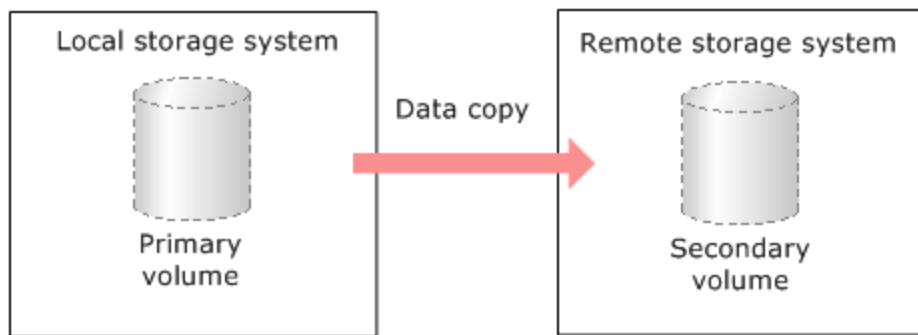 Local storage system
Primary
volume
Data copy
Remote storage system
Secondary
volume